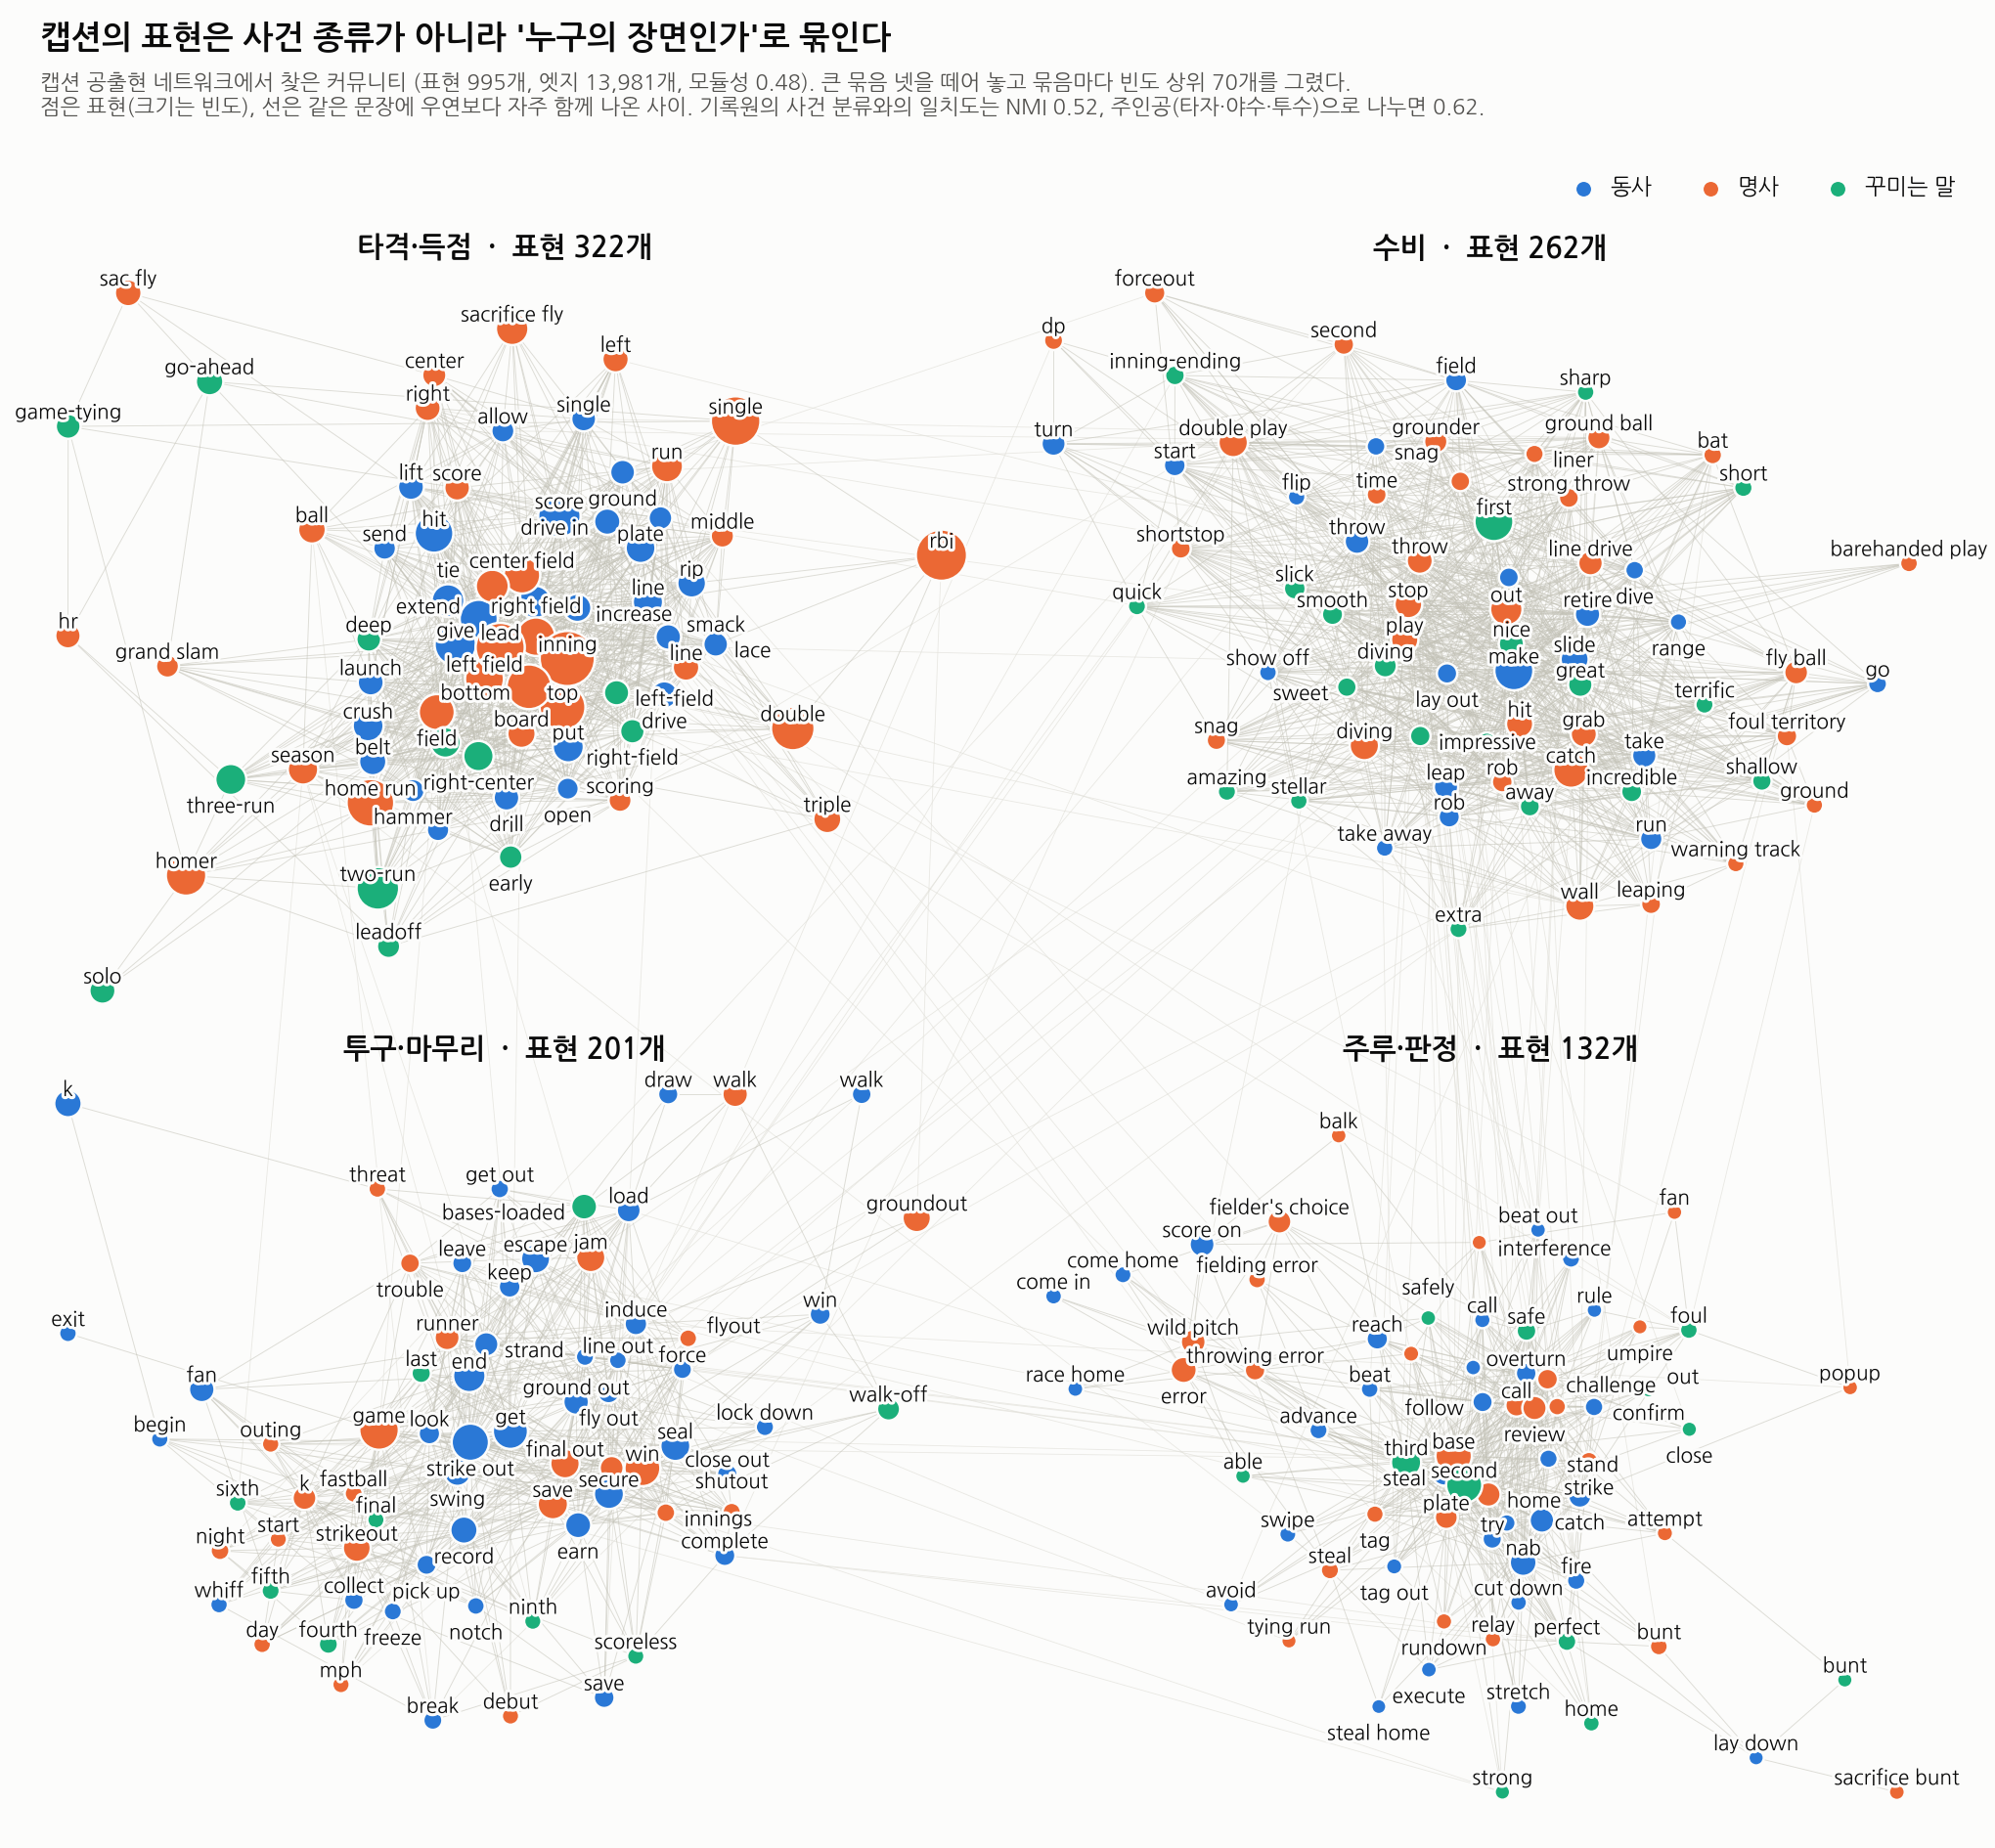 캡션의 표현은 사건 종류가 아니라 '누구의 장면인가'로 묶인다
캡션 공출현 네트워크에서 찾은 커뮤니티 (표현 995개, 엣지 13,981개, 모듈성 0.48). 큰 묶음 넷을 떼어 놓고 묶음마다 빈도 상위 70개를 그렸다.
점은 표현(크기는 빈도), 선은 같은 문장에 우연보다 자주 함께 나온 사이. 기록원의 사건 분류와의 일치도는 NMI 0.52, 주인공(타자·야수·투수)으로 나누면 0.62.
동사
명사
꾸미는 말
타격·득점 · 표현 322개
sac fly
sacrifice fly
left
center
go-ahead
right
game-tying
allow
single
single
run
lift
score
score
ground
ball
send
hit
drive in
plate
middle
rbi
tie
center field
rip
line
extend
right field
increase
deep
give
lead
inning
smack
hr
grand slam
lace
line
launch
left field
bottom
top
left-field
crush
board
drive
double
field
put
belt
season
right-field
home run
right-center
scoring
three-run
hammer
drill
open
triple
homer
two-run
early
leadoff
solo
수비 · 표현 262개
forceout
dp
second
inning-ending
field
sharp
turn
double play
grounder
ground ball
start
snag
liner
bat
flip
time
strong throw
short
first
shortstop
throw
throw
line drive
barehanded play
slick
quick
smooth
stop
out
retire
dive
play
nice
diving
make
slide
range
show off
great
fly ball
go
sweet
lay out
terrific
snag
hit
grab
foul territory
diving
impressive
take
amazing
stellar
leap
rob
catch
incredible
shallow
rob
away
ground
take away
run
warning track
extra
wall
leaping
투구·마무리 · 표현 201개
k
draw
walk
walk
threat
get out
bases-loaded
load
groundout
leave
escape
jam
keep
trouble
induce
win
exit
runner
flyout
strand
line out
last
end
force
fan
ground out
walk-off
begin
game
look
get
fly out
lock down
outing
final out
win
seal
strike out
close out
sixth
k
fastball
secure
shutout
final
swing
save
night
start
strikeout
innings
record
earn
complete
whiff
fifth
collect
pick up
day
fourth
freeze
notch
ninth
scoreless
mph
break
debut
save
주루·판정 · 표현 132개
balk
fielder's choice
beat out
fan
score on
interference
come home
fielding error
come in
safely
call
rule
safe
foul
wild pitch
reach
umpire
throwing error
overturn
race home
beat
challenge
out
popup
error
call
follow
confirm
advance
review
third
base
close
able
steal
second
stand
strike
plate
home
swipe
try
catch
attempt
tag
nab
steal
fire
avoid
tag out
cut down
tying run
relay
perfect
bunt
rundown
bunt
execute
stretch
steal home
home
lay down
strong
sacrifice bunt